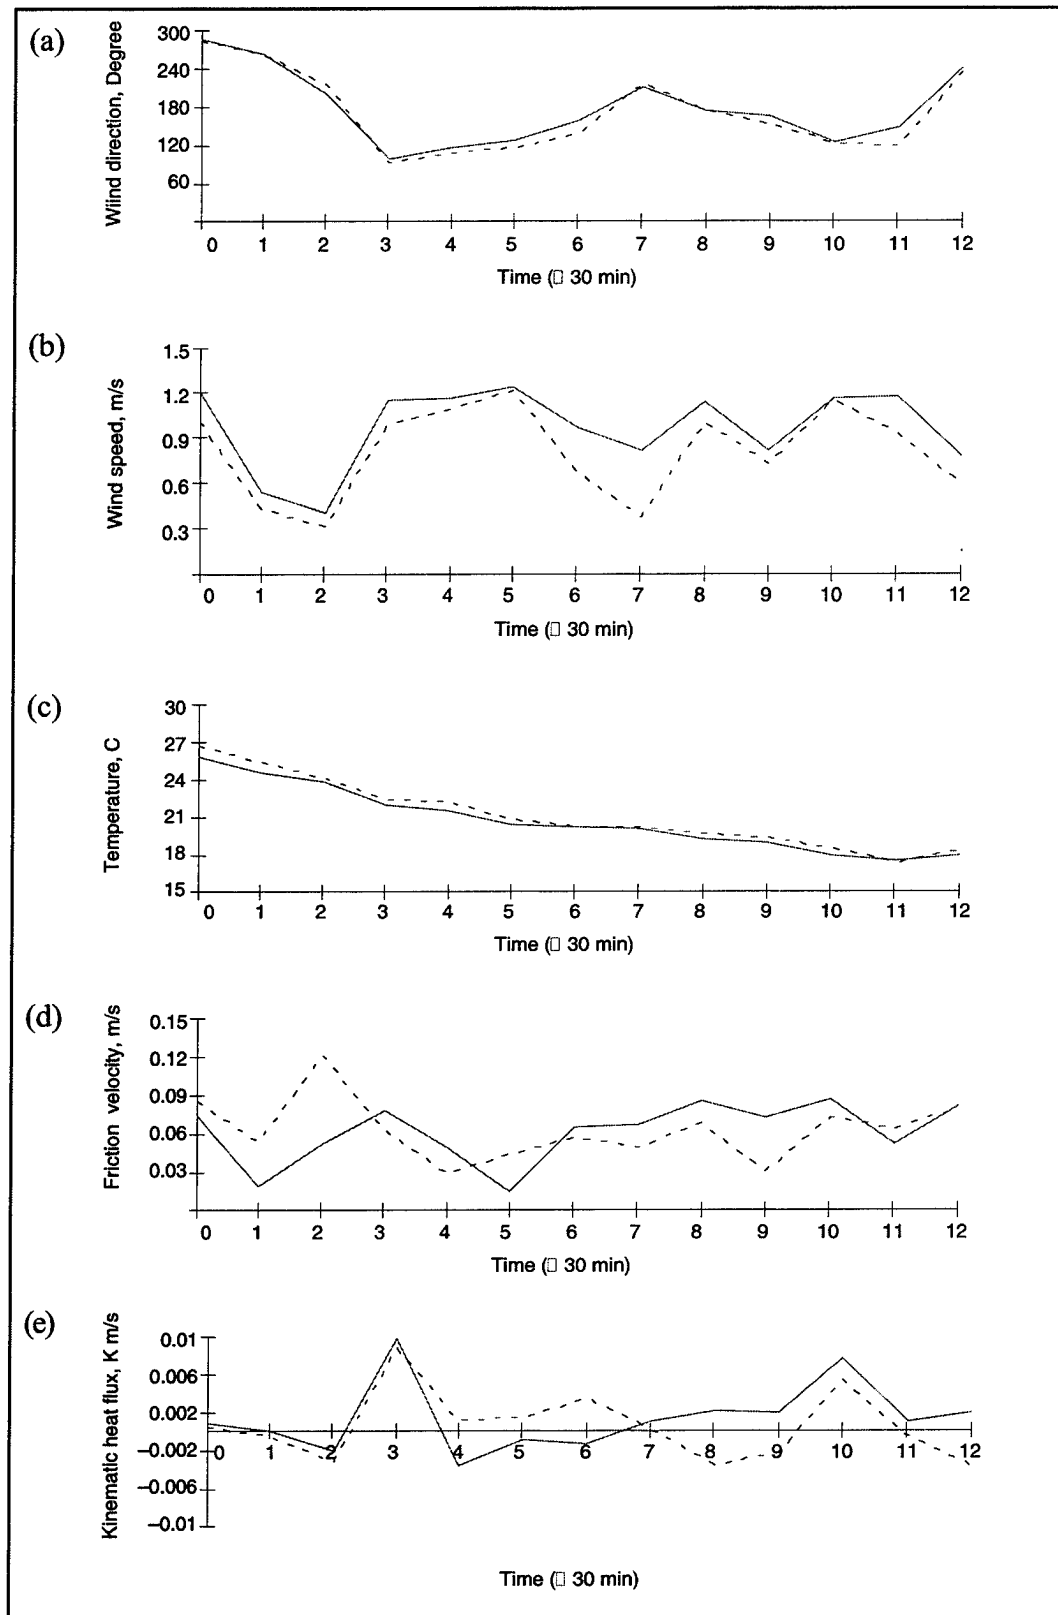 (a)
Wiind direction, Degree
300
240
180
120
60
0 1 2 3 4 5 6 7 8 9 10 11 12
Time (□ 30 min)
(b)
Wind speed, m/s
1.5
1.2
0.9
0.6
0.3
0 1 2 3 4 5 6 7 8 9 10 11 12
Time (□ 30 min)
(c)
Temperature, C
30
27
24
21
18
15
0 1 2 3 4 5 6 7 8 9 10 11 12
Time (□ 30 min)
(d)
Friction velocity, m/s
0.15
0.12
0.09
0.06
0.03
0 1 2 3 4 5 6 7 8 9 10 11 12
Time (□ 30 min)
(e)
Kinematic heat flux, K m/s
0.01
0.006
0.002
−0.002
−0.006
−0.01
0 1 2 3 4 5 6 7 8 9 10 11 12
Time (□ 30 min)